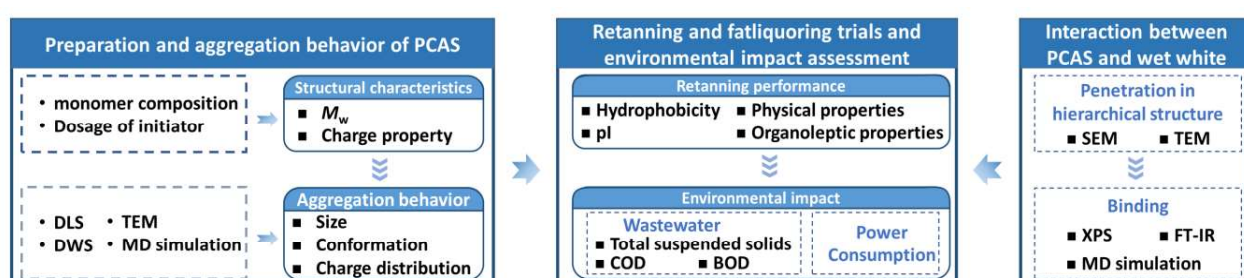 Preparation and aggregation behavior of PCAS
• monomer composition
• Dosage of initiator
Structural characteristics
■ Mw
■ Charge property
• DLS • TEM
• DWS • MD simulation
Aggregation behavior
■ Size
■ Conformation
■ Charge distribution
Retanning and fatliquoring trials and
environmental impact assessment
Retanning performance
■ Hydrophobicity ■ Physical properties
■ pI ■ Organoleptic properties
Environmental impact
Wastewater
■ Total suspended solids
■ COD ■ BOD
Power
Consumption
Interaction between
PCAS and wet white
Penetration in
hierarchical structure
■ SEM ■ TEM
Binding
■ XPS ■ FT-IR
■ MD simulation